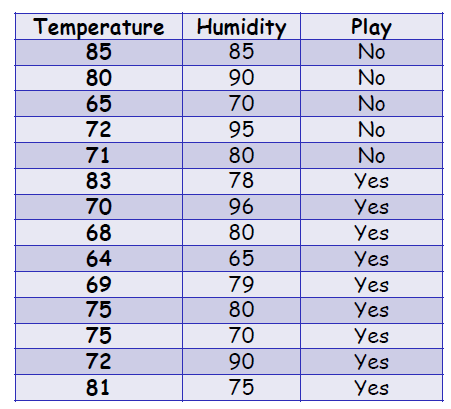 Temperature Humidity Play
85 85 No
80 90 No
65 70 No
72 95 No
71 80 No
83 78 Yes
70 96 Yes
68 80 Yes
64 65 Yes
69 79 Yes
75 80 Yes
75 70 Yes
72 90 Yes
81 75 Yes